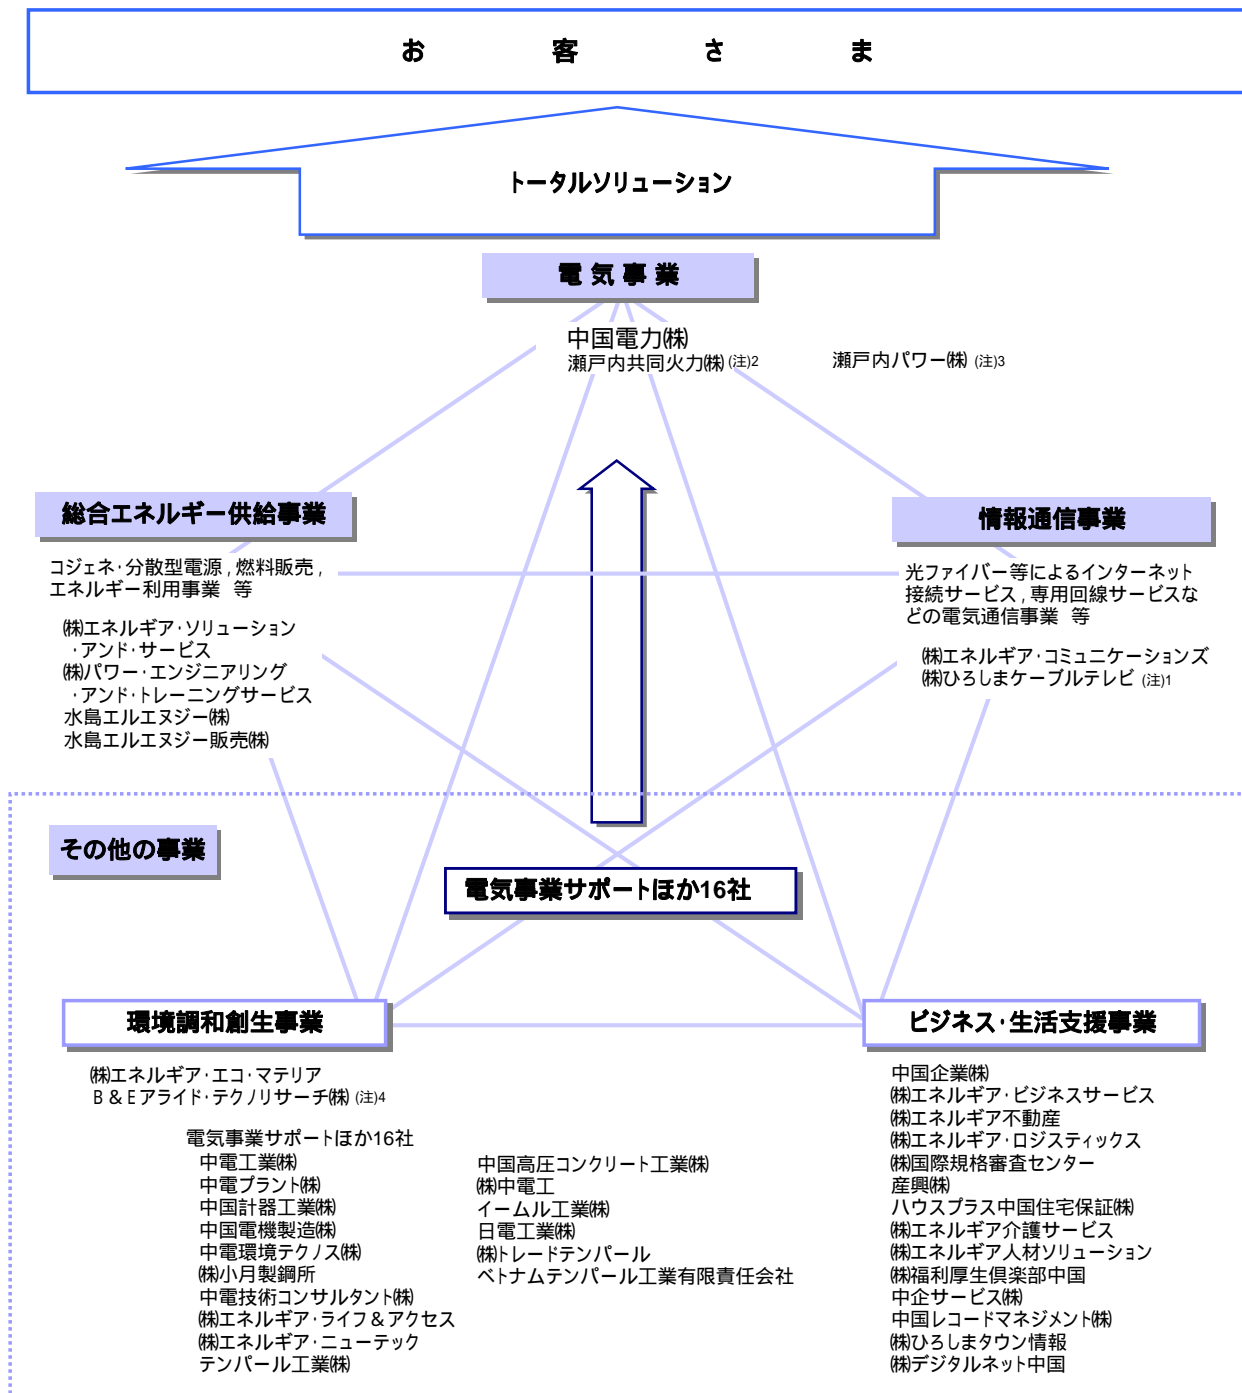 お客さま
トータルソリューション
電気事業
中国電力㈱
瀬戸内共同火力㈱(注)2
瀬戸内パワー㈱ (注)3
総合エネルギー供給事業
コジェネ・分散型電源,燃料販売,
エネルギー利用事業 等
㈱エネルギア・ソリューション
・アンド・サービス
㈱パワー・エンジニアリング
・アンド・トレーニングサービス
水島エルエヌジー㈱
水島エルエヌジー販売㈱
情報通信事業
光ファイバー等によるインターネット
接続サービス,専用回線サービスな
どの電気通信事業 等
㈱エネルギア・コミュニケーションズ
㈱ひろしまケーブルテレビ (注)1
その他の事業
電気事業サポートほか16社
環境調和創生事業
㈱エネルギア・エコ・マテリア
B&Eアライド・テクノリサーチ㈱ (注)4
電気事業サポートほか16社
中電工業㈱
中電プラント㈱
中国計器工業㈱
中国電機製造㈱
中電環境テクノス㈱
㈱小月製鋼所
中電技術コンサルタント㈱
㈱エネルギア・ライフ&アクセス
㈱エネルギア・ニューテック
テンパール工業㈱
中国高圧コンクリート工業㈱
㈱中電工
イームル工業㈱
日電工業㈱
㈱トレードテンパール
ベトナムテンパール工業有限責任会社
ビジネス・生活支援事業
中国企業㈱
㈱エネルギア・ビジネスサービス
㈱エネルギア不動産
㈱エネルギア・ロジスティックス
㈱国際規格審査センター
産興㈱
ハウスプラス中国住宅保証㈱
㈱エネルギア介護サービス
㈱エネルギア人材ソリューション
㈱福利厚生倶楽部中国
中企サービス㈱
中国レコードマネジメント㈱
㈱ひろしまタウン情報
㈱デジタルネット中国